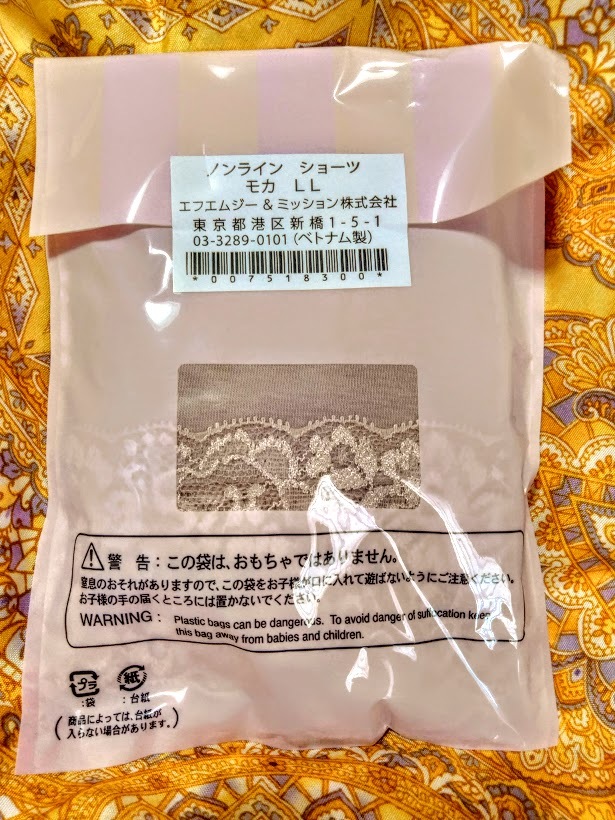 ノンライン ショーツ
モカ LL
エフエムジー&ミッション株式会社
東京都港区新橋1-5-1
03-3289-0101(ベトナム製)
*007518300*
警 告:この袋は、おもちゃではありません。
窒息のおそれがありますので、この袋をお子様が口に入れて遊ばないようにご注意ください。
お子様の手の届くところには置かないでください。
WARNING: Plastic bags can be dangerous. To avoid danger of suffocation keep
this bag away from babies and children.
プラ 紙
:袋 :台紙
(商品によっては、台紙が
入らない場合があります。)